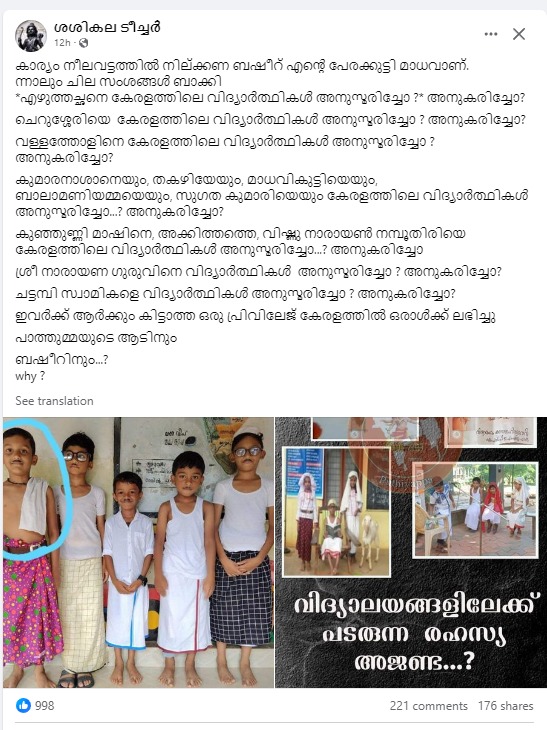 ശശികല ടീച്ചർ
12h
കാര്യം നീലവട്ടത്തിൽ നില്ക്കണ ബഷീറ് എൻ്റെ പേരക്കുട്ടി മാധവാണ്.
ന്നാലും ചില സംശങ്ങൾ ബാക്കി
*എഴുത്തച്ഛനെ കേരളത്തിലെ വിദ്യാർത്ഥികൾ അനുസ്മരിച്ചോ ?* അനുകരിച്ചോ?
ചെറുശ്ശേരിയെ കേരളത്തിലെ വിദ്യാർത്ഥികൾ അനുസ്മരിച്ചോ ? അനുകരിച്ചോ?
വള്ളത്തോളിനെ കേരളത്തിലെ വിദ്യാർത്ഥികൾ അനുസ്മരിച്ചോ ?
അനുകരിച്ചോ?
കുമാരനാശാനെയും, തകഴിയേയും, മാധവികുട്ടിയെയും,
ബാലാമണിയമ്മയെയും, സുഗത കുമാരിയെയും കേരളത്തിലെ വിദ്യാർത്ഥികൾ
അനുസ്മരിച്ചോ...? അനുകരിച്ചോ?
കുഞ്ഞുണ്ണി മാഷിനെ, അക്കിത്തത്തെ, വിഷ്ണു നാരായൺ നമ്പൂതിരിയെ
കേരളത്തിലെ വിദ്യാർത്ഥികൾ അനുസ്മരിച്ചോ...? അനുകരിച്ചോ
ശ്രീ നാരായണ ഗുരുവിനെ വിദ്യാർത്ഥികൾ അനുസ്മരിച്ചോ ? അനുകരിച്ചോ?
ചട്ടമ്പി സ്വാമികളെ വിദ്യാർത്ഥികൾ അനുസ്മരിച്ചോ ? അനുകരിച്ചോ?
ഇവർക്ക് ആർക്കും കിട്ടാത്ത ഒരു പ്രിവിലേജ് കേരളത്തിൽ ഒരാൾക്ക് ലഭിച്ചു
പാത്തുമ്മയുടെ ആടിനും
ബഷീറിനും...?
why ?
See translation
വിദ്യാലയങ്ങളിലേക്ക്
പടരുന്ന രഹസ്യ
അജണ്ട...?
998
221 comments 176 shares